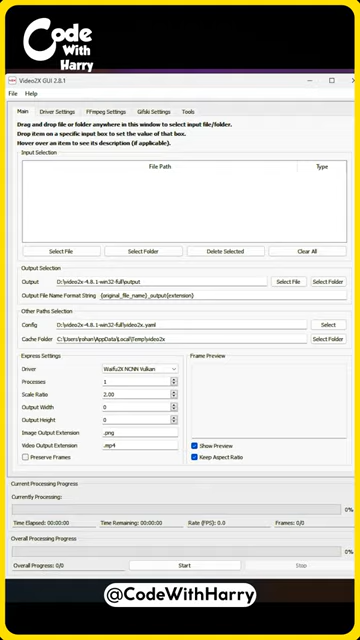 Code
With
Harry
Video2X GUI 2.8.1
File Help
Main Driver Settings FFmpeg Settings Gifski Settings Tools
Drag and drop file or folder anywhere in this window to select input file/folder.
Drop item on a specific input box to set the value of that box.
Hover over an item to see its description (if applicable).
Input Selection
File Path Type
Select File Select Folder Delete Selected Clear All
Output Selection
Output D:\video2x-4.8.1-win32-full\output Select File Select Folder
Output File Name Format String {original_file_name}_output{extension}
Other Paths Selection
Config D:\video2x-4.8.1-win32-full\video2x.yaml Select
Cache Folder C:\Users\rohan\AppData\Local\Temp\video2x Select Folder
Express Settings Frame Preview
Driver Waifu2X NCNN Vulkan
Processes 1
Scale Ratio 2.00
Output Width 0
Output Height 0
Image Output Extension .png
Video Output Extension .mp4
Show Preview
Preserve Frames
Keep Aspect Ratio
Current Processing Progress
Currently Processing:
0%
Time Elapsed: 00:00:00 Time Remaining: 00:00:00 Rate (FPS): 0.0 Frames: 0/0
Overall Processing Progress
0%
Overall Progress: 0/0 Start Stop
@CodeWithHarry